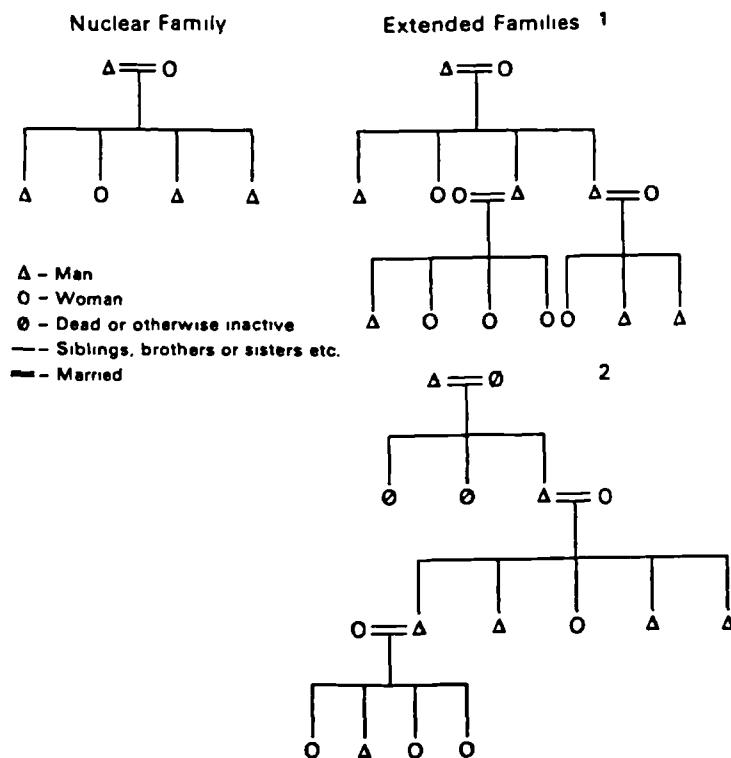 Nuclear Family
Extended Families 1
Δ – Man
O – Woman
Ø – Dead or otherwise inactive
— – Siblings, brothers or sisters etc.
═ – Married
2